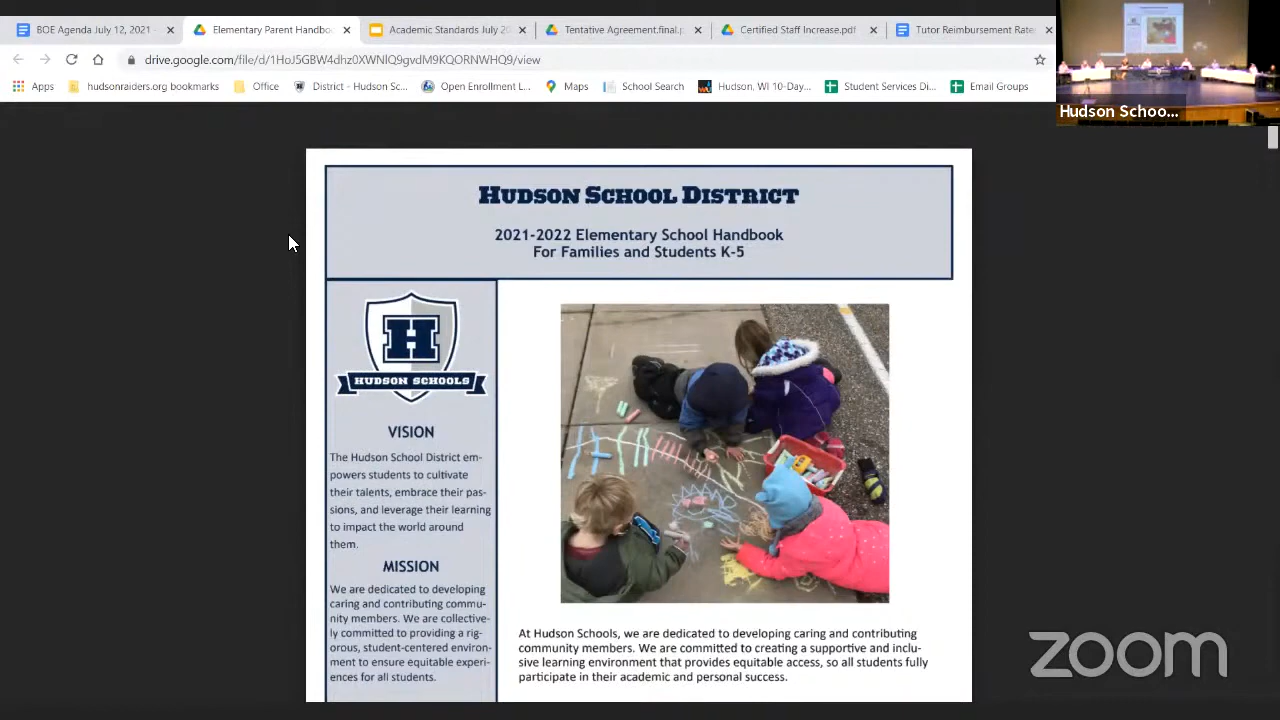 BOE Agenda July 12, 2021 -
Elementary Parent Handbo
Academic Standards July 20
Tentative Agreement.final.p
Certified Staff Increase.pdf
Tutor Reimbursement Rate
drive.google.com/file/d/1HoJ5GBW4dhz0XWNlQ9gvdM9KQORNWHQ9/view
Apps
hudsonraiders.org bookmarks
Office
District - Hudson Sc...
Open Enrollment L...
Maps
School Search
Hudson, WI 10-Day...
Student Services Di...
Email Groups
Hudson Schoo...
HUDSON SCHOOL DISTRICT
2021-2022 Elementary School Handbook
For Families and Students K-5
H
HUDSON SCHOOLS
VISION
The Hudson School District em-
powers students to cultivate
their talents, embrace their pas-
sions, and leverage their learning
to impact the world around
them.
MISSION
We are dedicated to developing
caring and contributing commu-
nity members. We are collective-
ly committed to providing a rig-
orous, student-centered environ-
ment to ensure equitable experi-
ences for all students.
At Hudson Schools, we are dedicated to developing caring and contributing
community members. We are committed to creating a supportive and inclu-
sive learning environment that provides equitable access, so all students fully
participate in their academic and personal success.
zoom